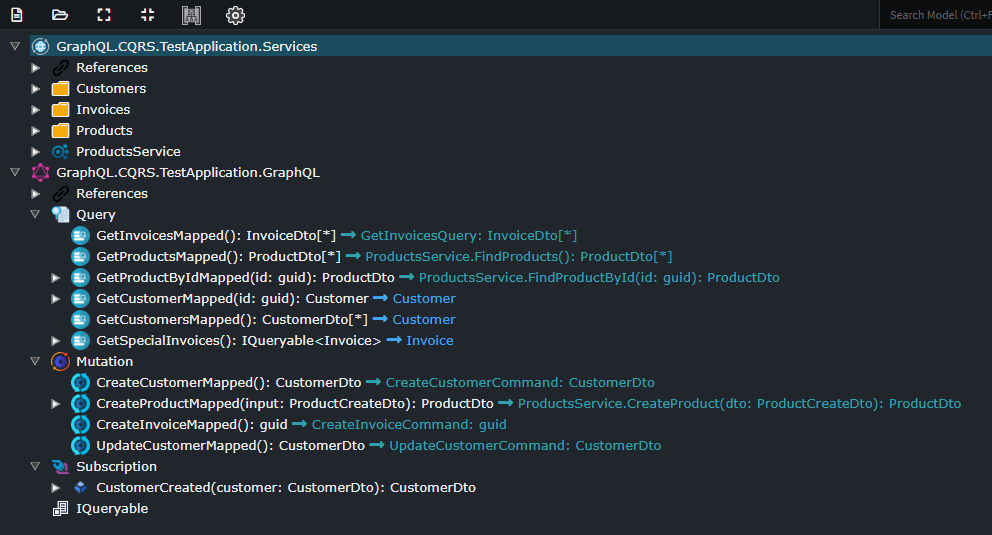 Search Model (Ctrl+F
GraphQL.CQRS.TestApplication.Services
References
Customers
Invoices
Products
ProductsService
GraphQL.CQRS.TestApplication.GraphQL
References
Query
GetInvoicesMapped(): InvoiceDto[*] → GetInvoicesQuery: InvoiceDto[*]
GetProductsMapped(): ProductDto[*] → ProductsService.FindProducts(): ProductDto[*]
GetProductByIdMapped(id: guid): ProductDto → ProductsService.FindProductById(id: guid): ProductDto
GetCustomerMapped(id: guid): Customer → Customer
GetCustomersMapped(): CustomerDto[*] → Customer
GetSpecialInvoices(): IQueryable<Invoice> → Invoice
Mutation
CreateCustomerMapped(): CustomerDto → CreateCustomerCommand: CustomerDto
CreateProductMapped(input: ProductCreateDto): ProductDto → ProductsService.CreateProduct(dto: ProductCreateDto): ProductDto
CreateInvoiceMapped(): guid → CreateInvoiceCommand: guid
UpdateCustomerMapped(): CustomerDto → UpdateCustomerCommand: CustomerDto
Subscription
CustomerCreated(customer: CustomerDto): CustomerDto
IQueryable